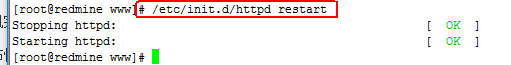 [root@redmine www]# /etc/init.d/httpd restart
Stopping httpd: [ OK ]
Starting httpd: [ OK ]
[root@redmine www]#